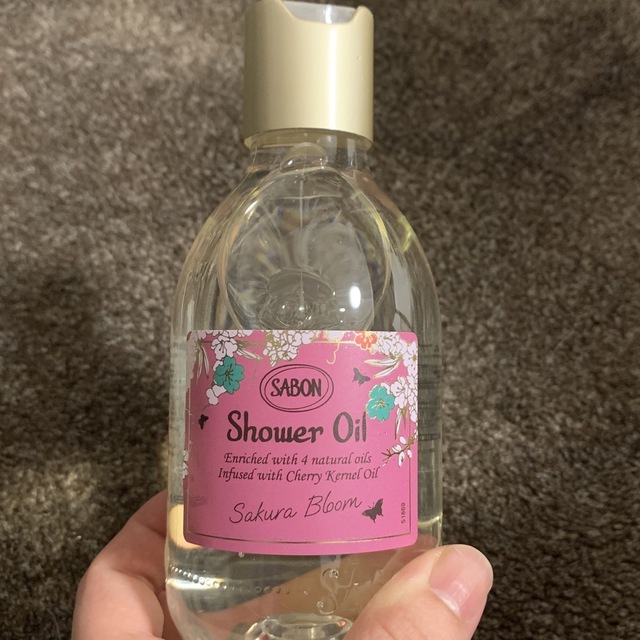 SABON
Shower Oil
Enriched with 4 natural oils
Infused with Cherry Kernel Oil
Sakura Bloom